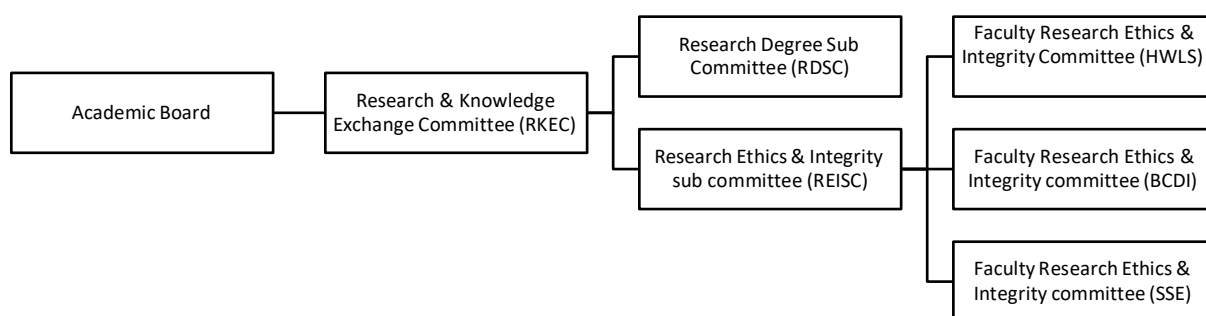 Academic Board
Research & Knowledge
Exchange Committee (RKEC)
Research Degree Sub
Committee (RDSC)
Research Ethics & Integrity
sub committee (REISC)
Faculty Research Ethics &
Integrity Committee (HWLS)
Faculty Research Ethics &
Integrity committee (BCDI)
Faculty Research Ethics &
Integrity committee (SSE)